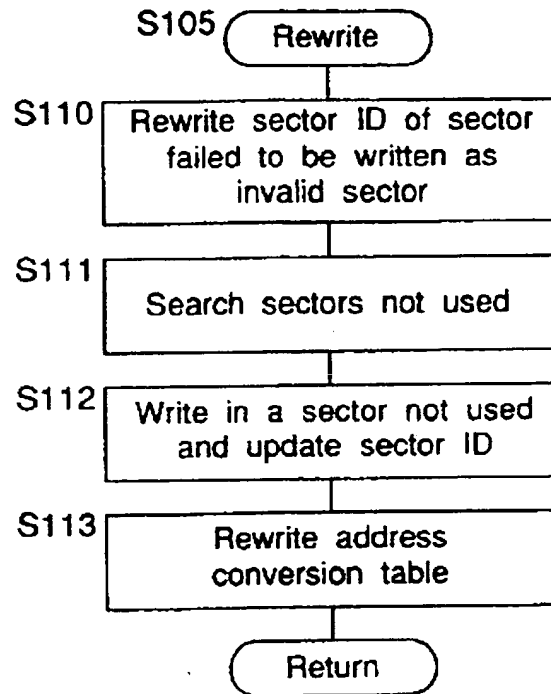 S105 Rewrite
S110 Rewrite sector ID of sector
failed to be written as
invalid sector
S111 Search sectors not used
S112 Write in a sector not used
and update sector ID
S113 Rewrite address
conversion table
Return